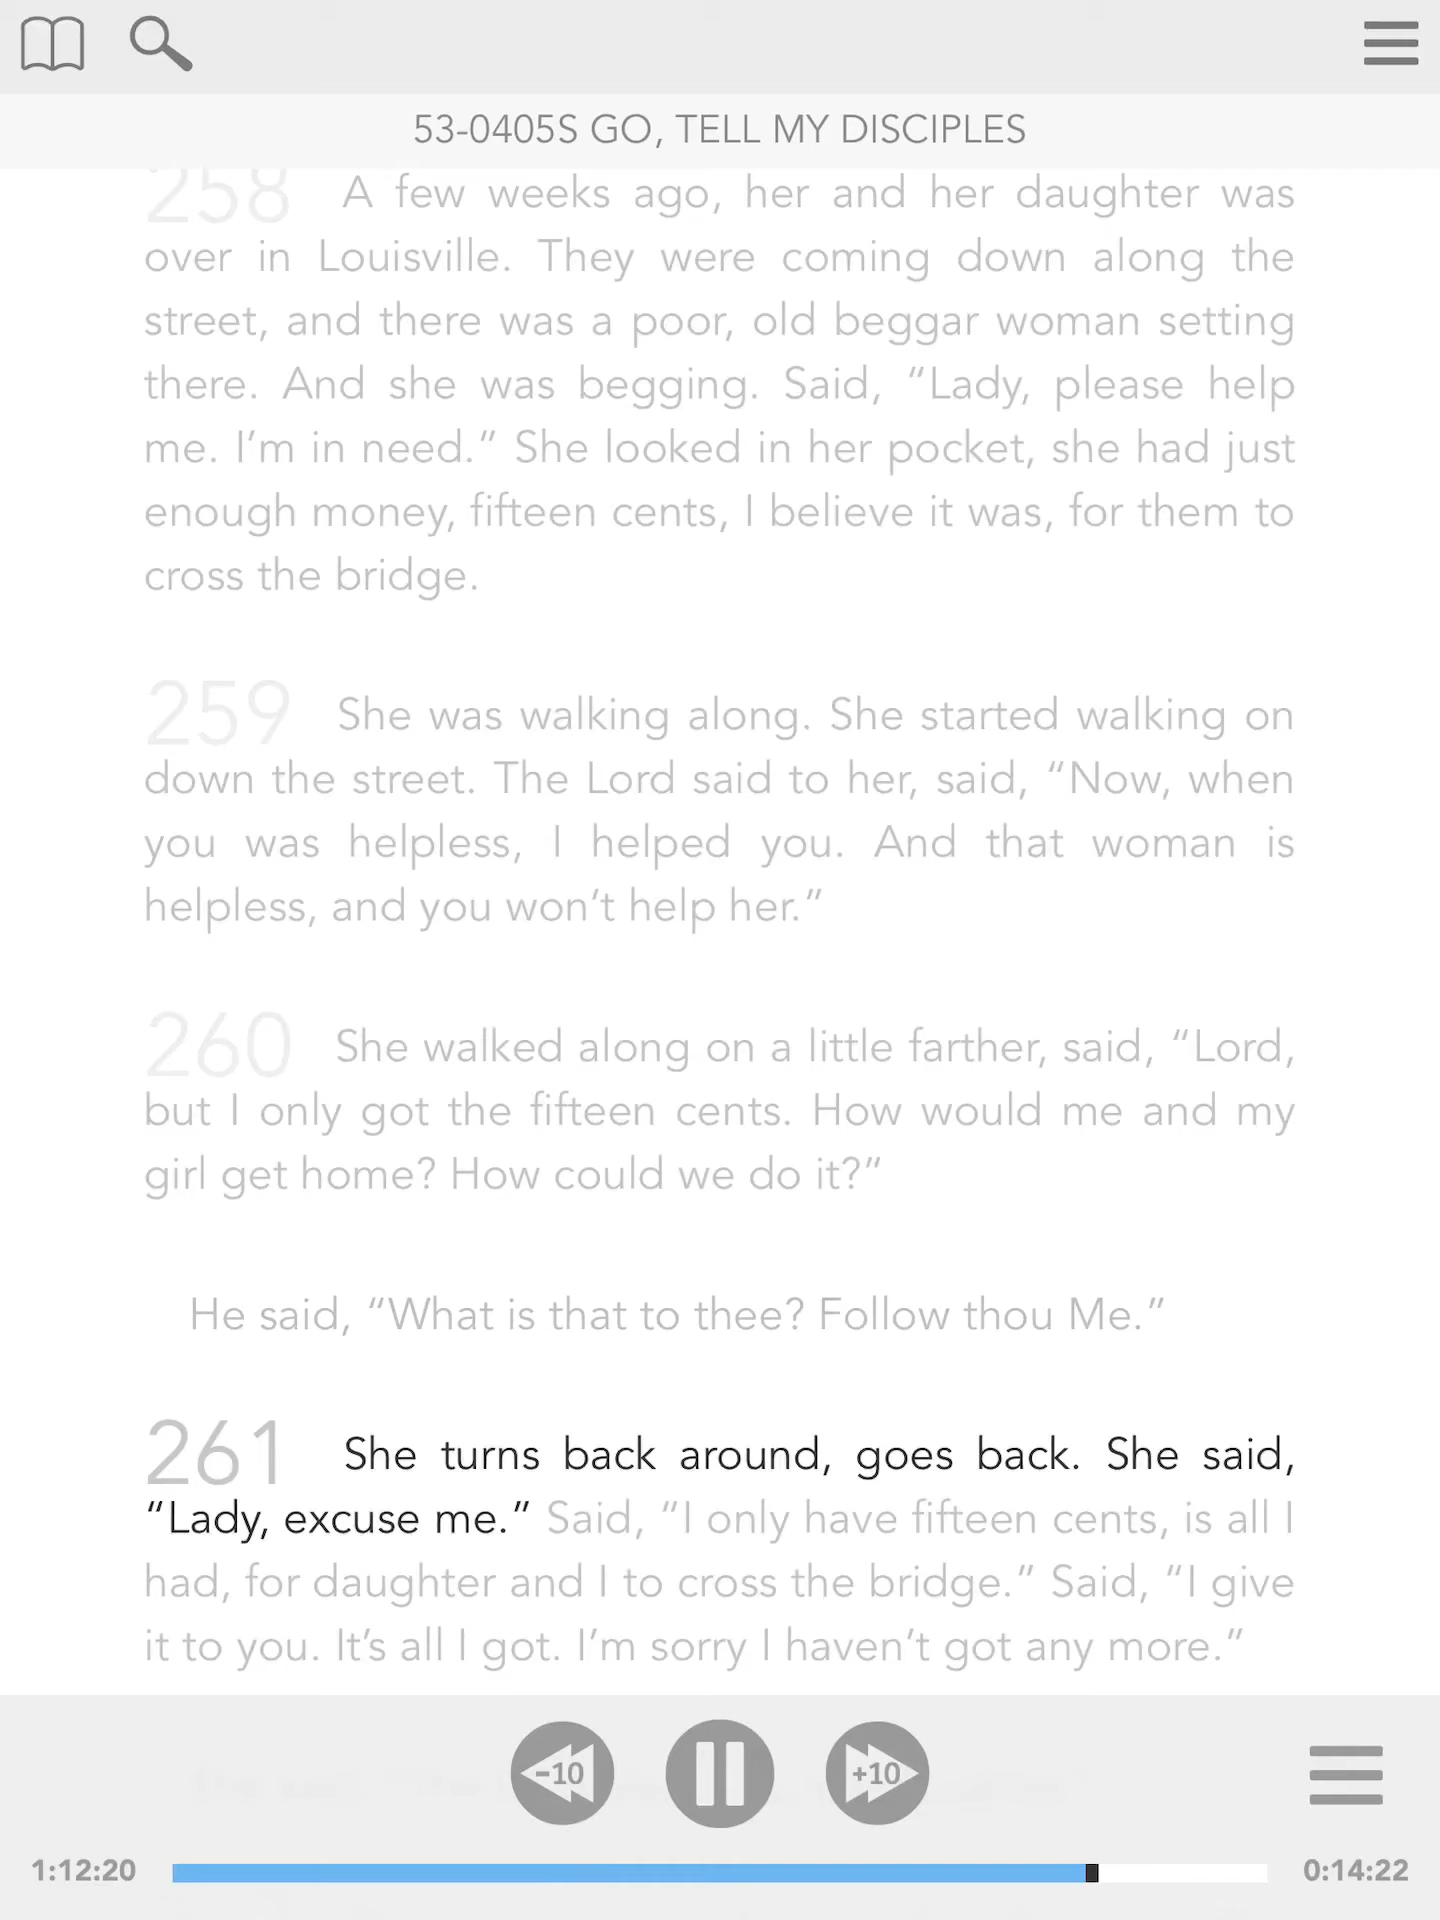 53-0405S GO, TELL MY DISCIPLES
258 A few weeks ago, her and her daughter was
over in Louisville. They were coming down along the
street, and there was a poor, old beggar woman setting
there. And she was begging. Said, “Lady, please help
me. I’m in need.” She looked in her pocket, she had just
enough money, fifteen cents, I believe it was, for them to
cross the bridge.
259 She was walking along. She started walking on
down the street. The Lord said to her, said, “Now, when
you was helpless, I helped you. And that woman is
helpless, and you won’t help her.”
260 She walked along on a little farther, said, “Lord,
but I only got the fifteen cents. How would me and my
girl get home? How could we do it?”
He said, “What is that to thee? Follow thou Me.”
261 She turns back around, goes back. She said,
“Lady, excuse me.” Said, “I only have fifteen cents, is all I
had, for daughter and I to cross the bridge.” Said, “I give
it to you. It’s all I got. I’m sorry I haven’t got any more.”
-10 +10
1:12:20 0:14:22